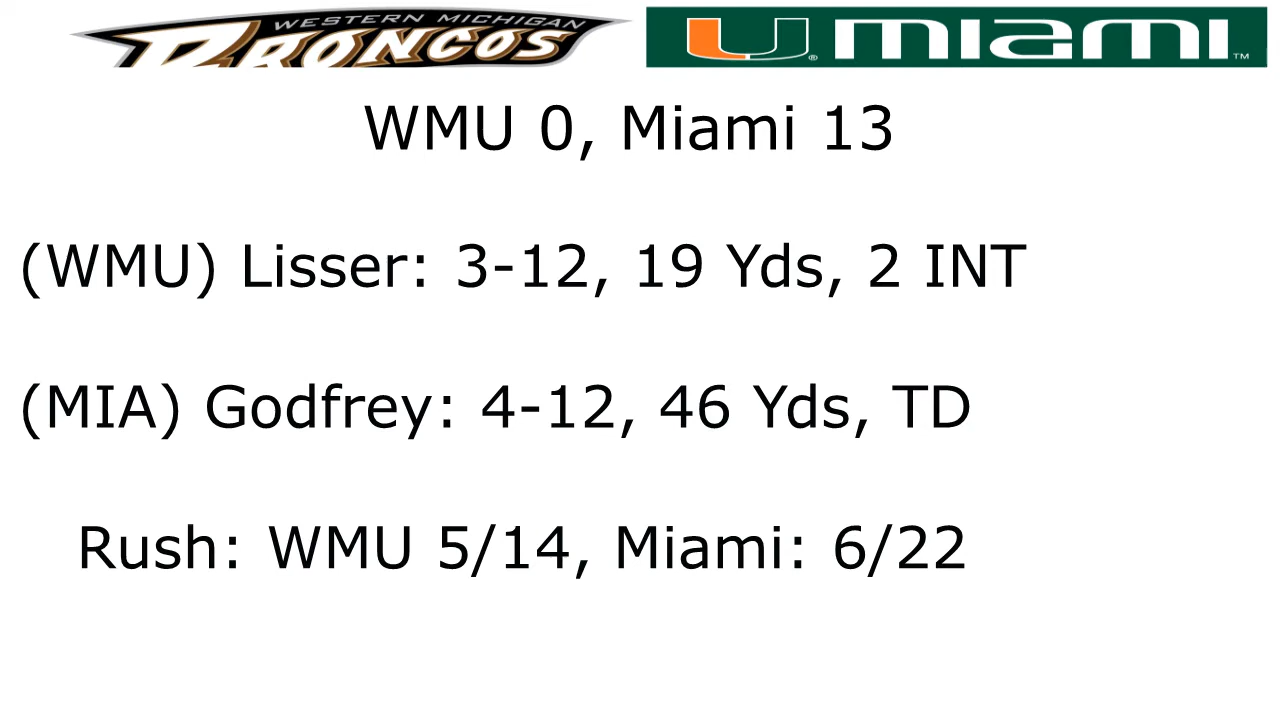 WESTERN MICHIGAN
BRONCOS
U® MIAMI™
WMU 0, Miami 13
(WMU) Lisser: 3-12, 19 Yds, 2 INT
(MIA) Godfrey: 4-12, 46 Yds, TD
Rush: WMU 5/14, Miami: 6/22